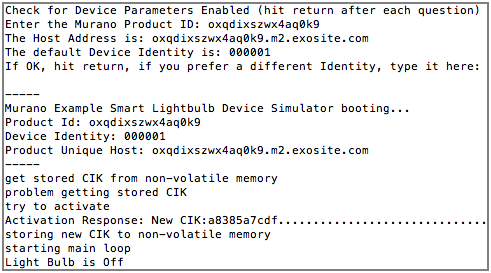 Check for Device Parameters Enabled (hit return after each question)
Enter the Murano Product ID: oxqdixszwx4aq0k9
The Host Address is: oxqdixszwx4aq0k9.m2.exosite.com
The default Device Identity is: 000001
If OK, hit return, if you prefer a different Identity, type it here:
-----
Murano Example Smart Lightbulb Device Simulator booting...
Product Id: oxqdixszwx4aq0k9
Device Identity: 000001
Product Unique Host: oxqdixszwx4aq0k9.m2.exosite.com
-----
get stored CIK from non-volatile memory
problem getting stored CIK
try to activate
Activation Response: New CIK:a8385a7cdf..............................
storing new CIK to non-volatile memory
starting main loop
Light Bulb is Off